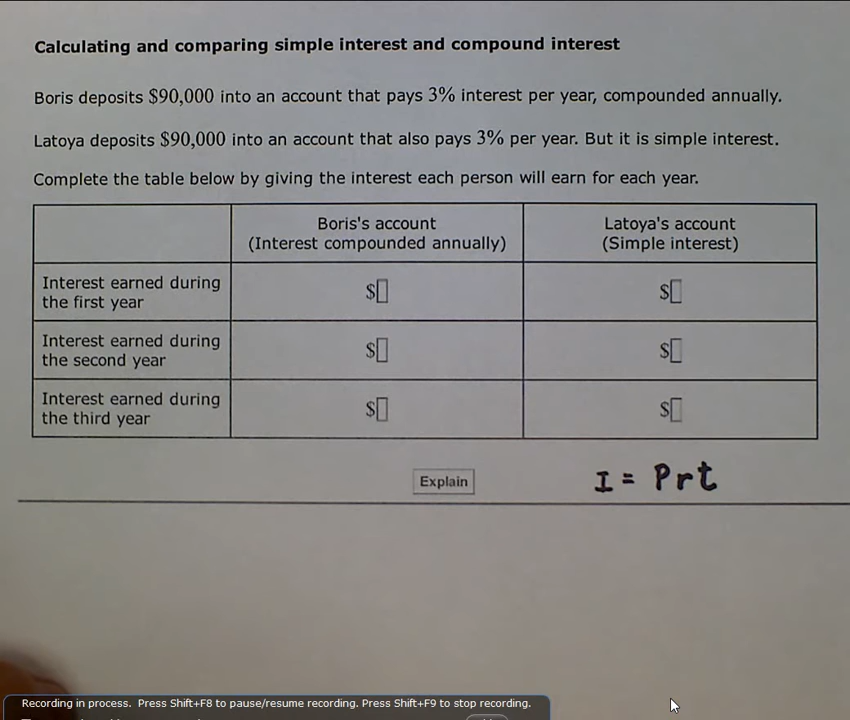 Calculating and comparing simple interest and compound interest
Boris deposits $90,000 into an account that pays 3% interest per year, compounded annually.
Latoya deposits $90,000 into an account that also pays 3% per year. But it is simple interest.
Complete the table below by giving the interest each person will earn for each year.
Boris's account
(Interest compounded annually)
Latoya's account
(Simple interest)
Interest earned during
the first year
$
$
Interest earned during
the second year
$
$
Interest earned during
the third year
$
$
Explain
I = Prt
Recording in process. Press Shift+F8 to pause/resume recording. Press Shift+F9 to stop recording.